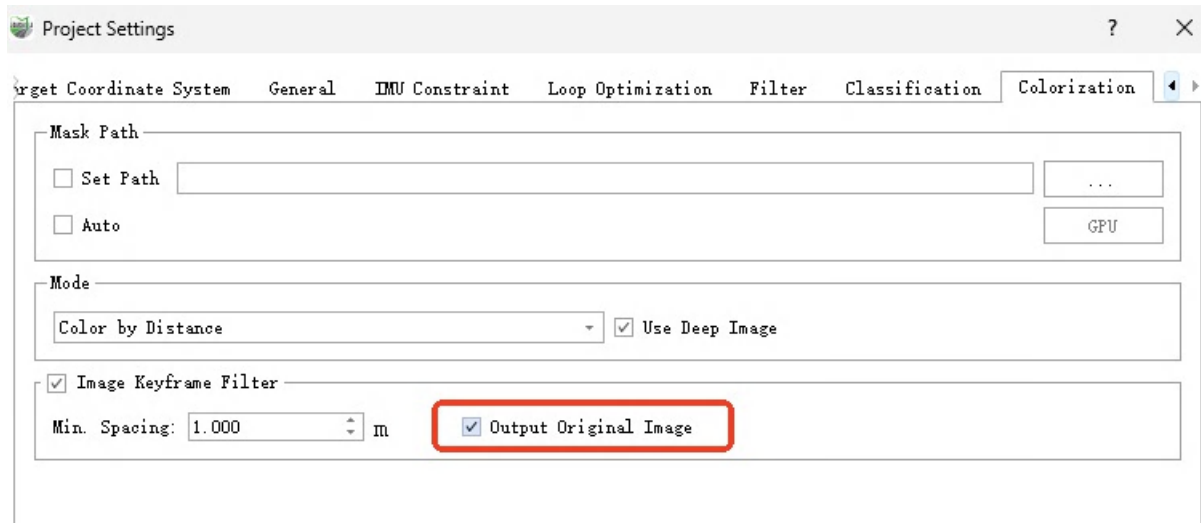 Project Settings
rget Coordinate System General IMU Constraint Loop Optimization Filter Classification Colorization
Mask Path
Set Path ...
Auto GPU
Mode
Color by Distance Use Deep Image
Image Keyframe Filter
Min. Spacing: 1.000 m Output Original Image